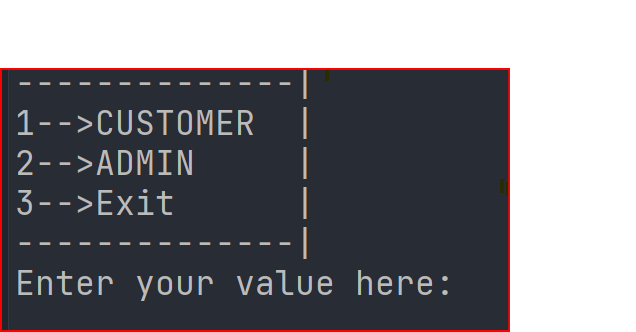 --------------|
1-->CUSTOMER  |
2-->ADMIN     |
3-->Exit      |
--------------|
Enter your value here: